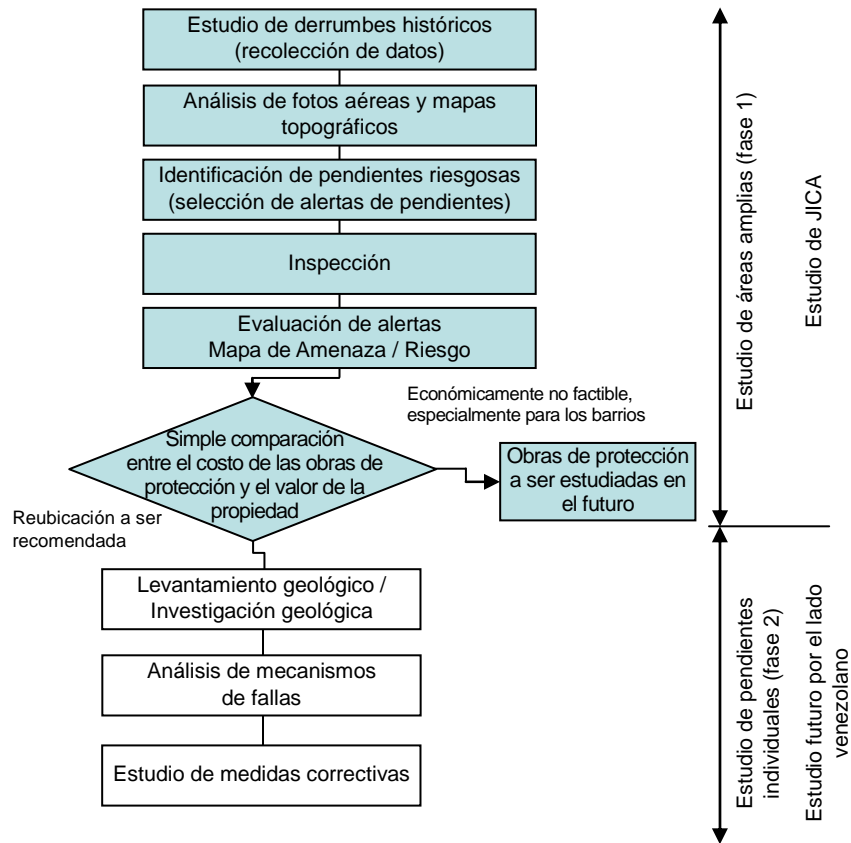 Estudio de derrumbes históricos
(recolección de datos)
Análisis de fotos aéreas y mapas
topográficos
Identificación de pendientes riesgosas
(selección de alertas de pendientes)
Inspección
Evaluación de alertas
Mapa de Amenaza / Riesgo
Económicamente no factible,
especialmente para los barrios
Simple comparación
entre el costo de las obras de
protección y el valor de la
propiedad
Obras de protección
a ser estudiadas en
el futuro
Reubicación a ser
recomendada
Levantamiento geológico /
Investigación geológica
Análisis de mecanismos
de fallas
Estudio de medidas correctivas
Estudio de áreas amplias (fase 1)
Estudio de JICA
Estudio de pendientes
individuales (fase 2)
Estudio futuro por el lado
venezolano